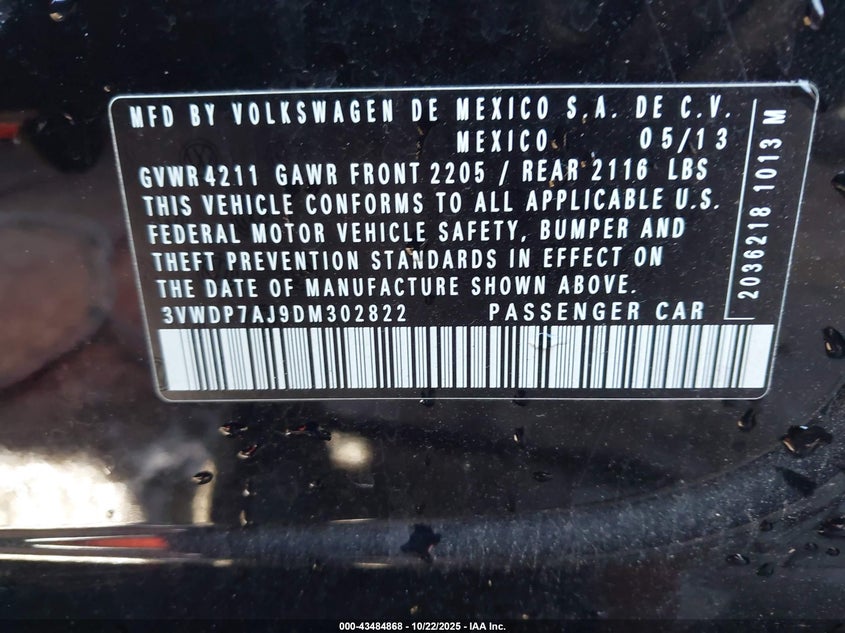 MFD BY VOLKSWAGEN DE MEXICO S.A. DE C.V.
MEXICO 05/13
GVWR 4211 GAWR FRONT 2205 / REAR 2116 LBS
THIS VEHICLE CONFORMS TO ALL APPLICABLE U.S.
FEDERAL MOTOR VEHICLE SAFETY, BUMPER AND
THEFT PREVENTION STANDARDS IN EFFECT ON
THE DATE OF MANUFACTURE SHOWN ABOVE.
3VWDP7AJ9DM302822 PASSENGER CAR
2036218 1013 M
000-43484868 - 10/22/2025 - IAA Inc.